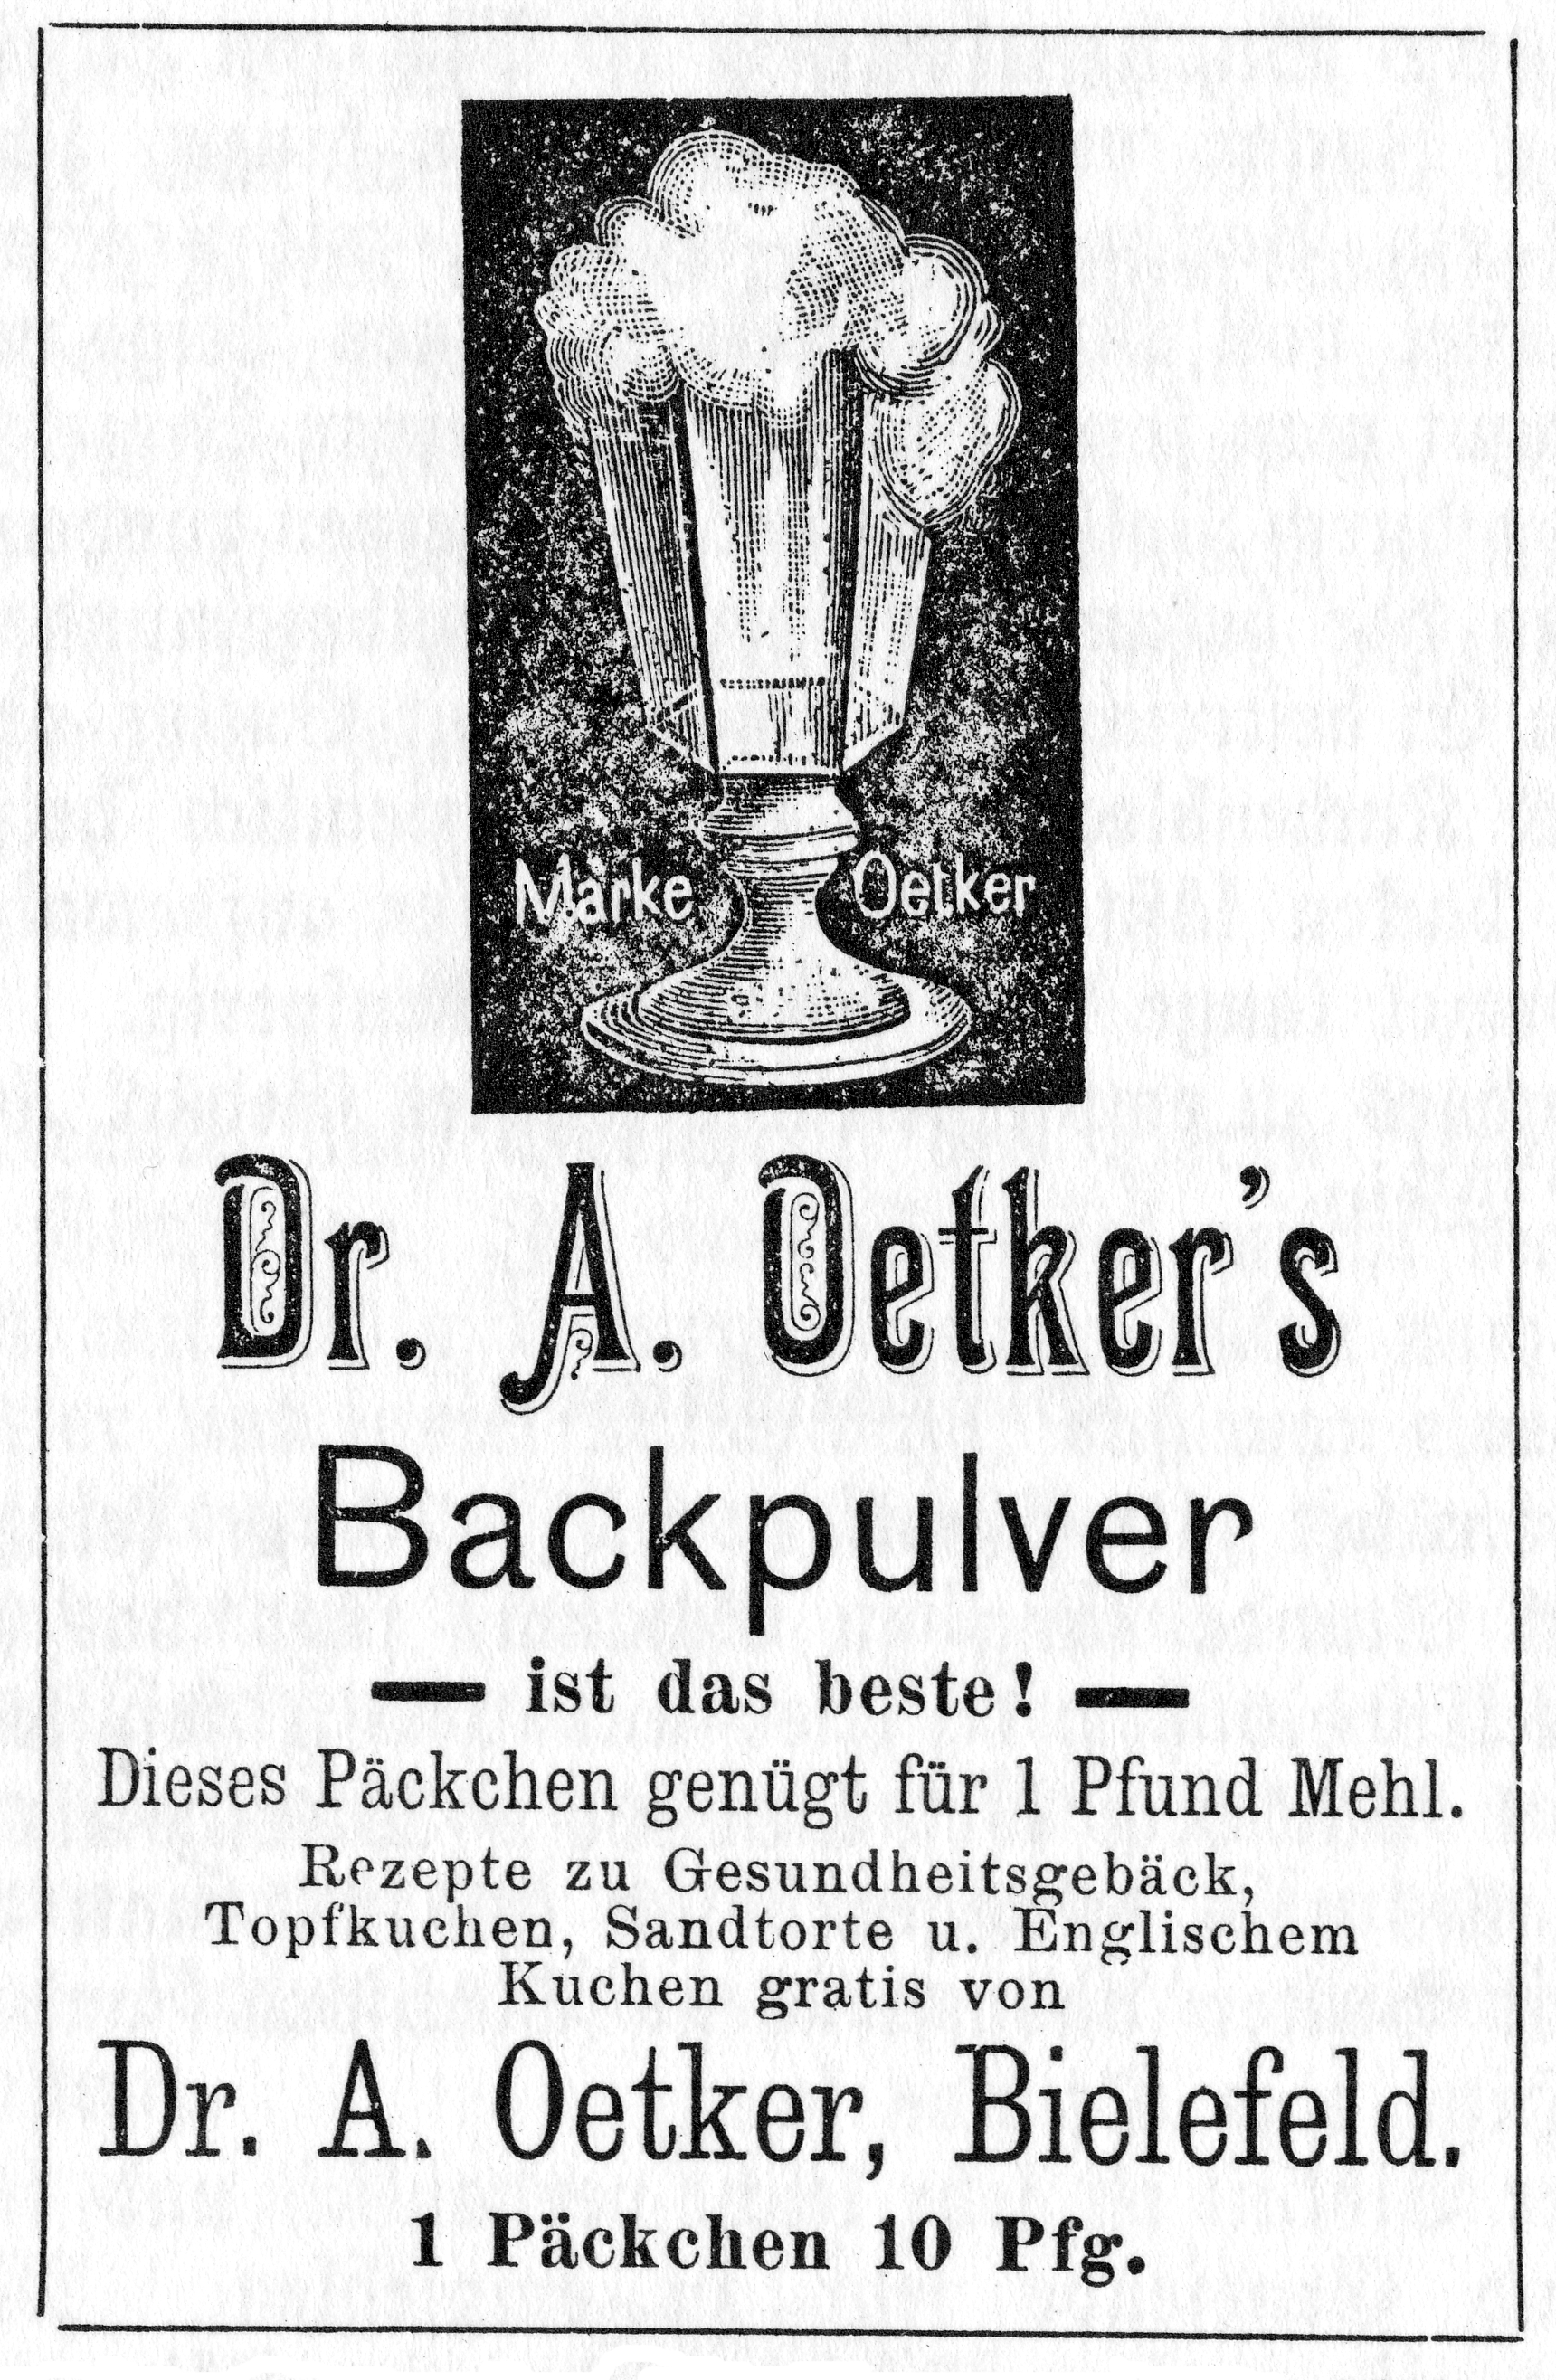 Marke Oetker
Dr. A. Oetker's
Backpulver
— ist das beste! —
Dieses Päckchen genügt für 1 Pfund Mehl.
Rezepte zu Gesundheitsgebäck,
Topfkuchen, Sandtorte u. Englischem
Kuchen gratis von
Dr. A. Oetker, Bielefeld.
1 Päckchen 10 Pfg.